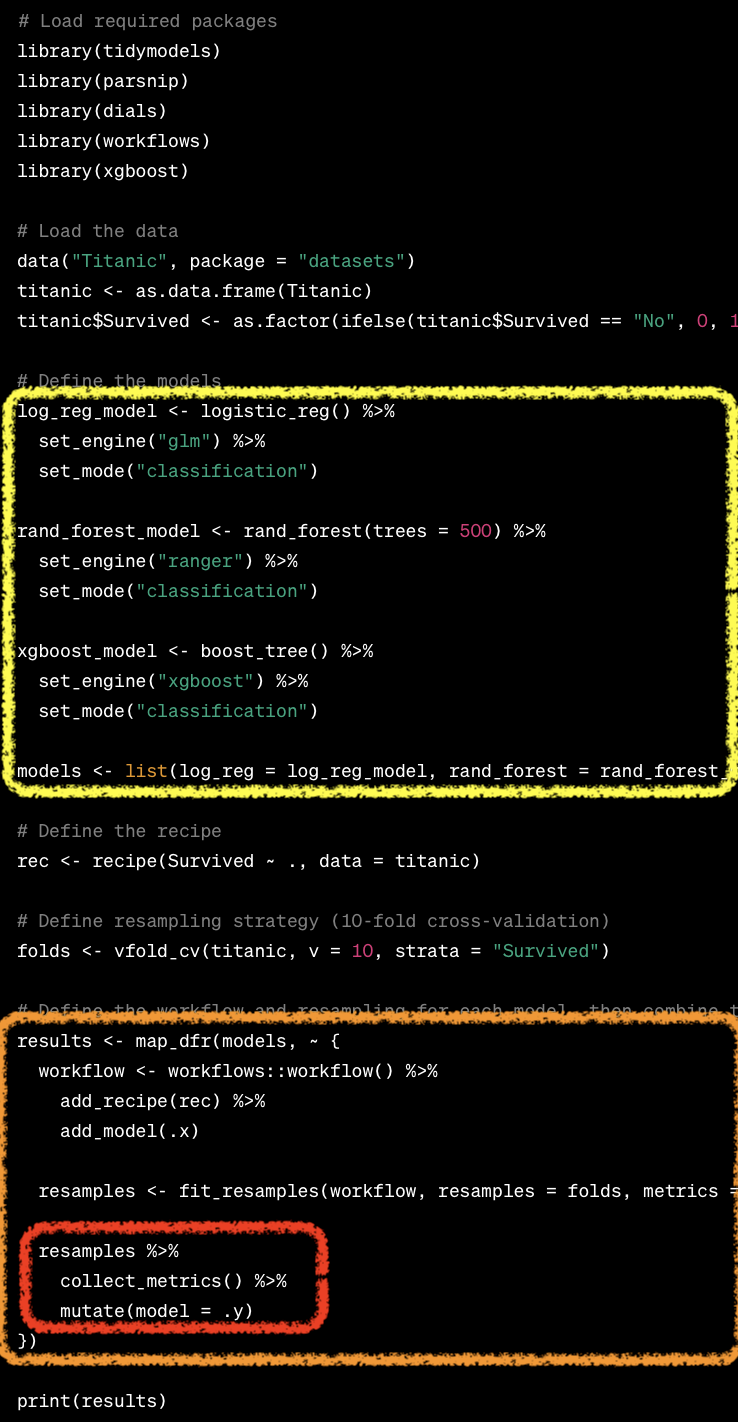 # Load required packages
library(tidymodels)
library(parsnip)
library(dials)
library(workflows)
library(xgboost)
# Load the data
data("Titanic", package = "datasets")
titanic <- as.data.frame(Titanic)
titanic$Survived <- as.factor(ifelse(titanic$Survived == "No", 0, 1
# Define the models
log_reg_model <- logistic_reg() %>%
  set_engine("glm") %>%
  set_mode("classification")
rand_forest_model <- rand_forest(trees = 500) %>%
  set_engine("ranger") %>%
  set_mode("classification")
xgboost_model <- boost_tree() %>%
  set_engine("xgboost") %>%
  set_mode("classification")
models <- list(log_reg = log_reg_model, rand_forest = rand_forest_
# Define the recipe
rec <- recipe(Survived ~ ., data = titanic)
# Define resampling strategy (10-fold cross-validation)
folds <- vfold_cv(titanic, v = 10, strata = "Survived")
# Define the workflow and resampling for each model, then combine t
results <- map_dfr(models, ~ {
  workflow <- workflows::workflow() %>%
    add_recipe(rec) %>%
    add_model(.x)
  resamples <- fit_resamples(workflow, resamples = folds, metrics =
  resamples %>%
    collect_metrics() %>%
    mutate(model = .y)
})
print(results)